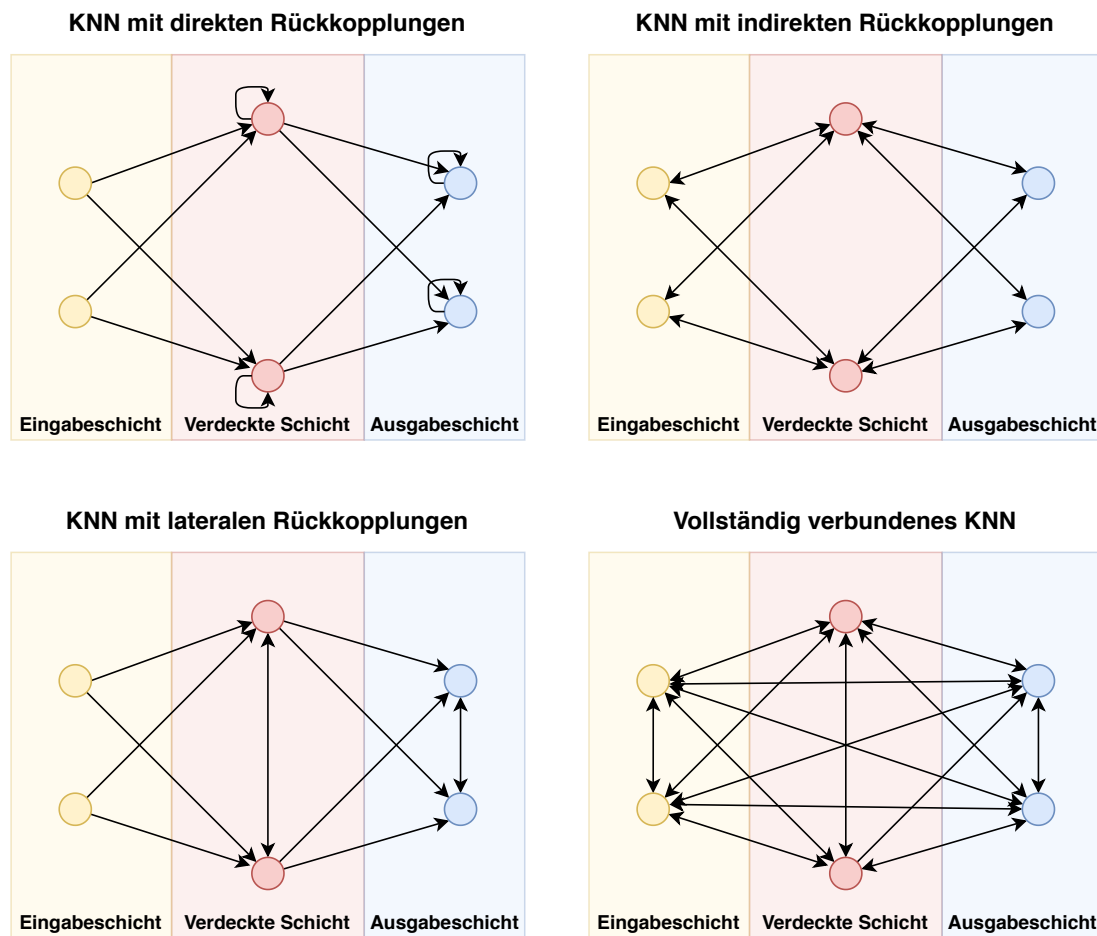 KNN mit direkten Rückkopplungen
Eingabeschicht
Verdeckte Schicht
Ausgabeschicht
KNN mit indirekten Rückkopplungen
Eingabeschicht
Verdeckte Schicht
Ausgabeschicht
KNN mit lateralen Rückkopplungen
Eingabeschicht
Verdeckte Schicht
Ausgabeschicht
Vollständig verbundenes KNN
Eingabeschicht
Verdeckte Schicht
Ausgabeschicht